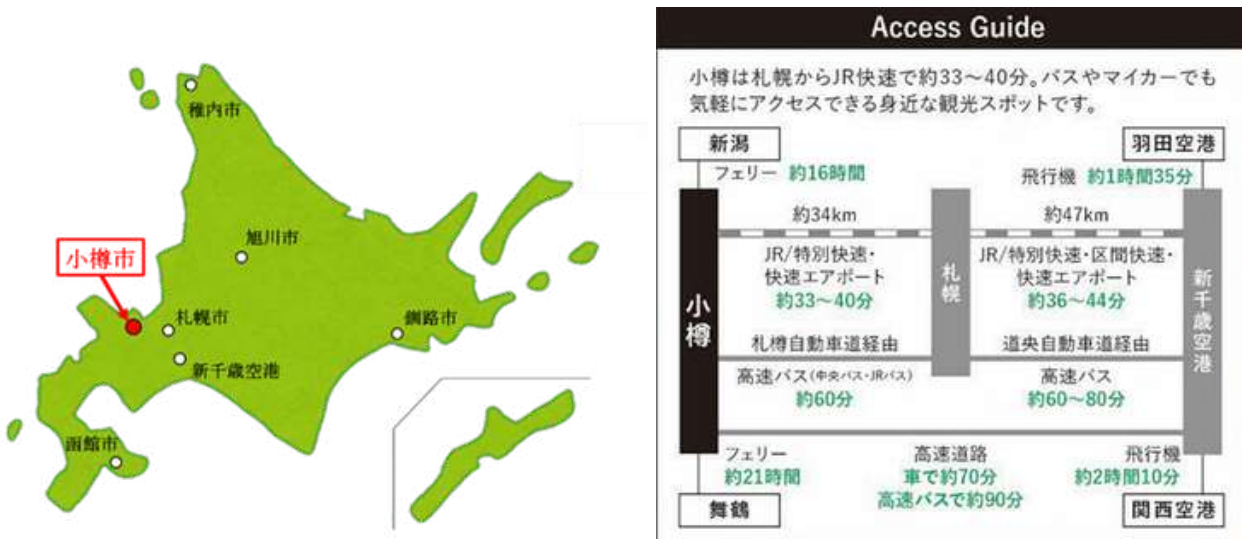 稚内市
旭川市
小樽市
札幌市
釧路市
新千歳空港
函館市
Access Guide
小樽は札幌からJR快速で約33〜40分。バスやマイカーでも
気軽にアクセスできる身近な観光スポットです。
新潟
羽田空港
フェリー 約16時間
飛行機 約1時間35分
約34km
約47km
JR/特別快速・
快速エアポート
約33〜40分
JR/特別快速・区間快速・
快速エアポート
約36〜44分
小樽
札幌
新千歳空港
札樽自動車道経由
道央自動車道経由
高速バス(中央バス・JRバス)
約60分
高速バス
約60〜80分
フェリー
約21時間
高速道路
車で約70分
高速バスで約90分
飛行機
約2時間10分
舞鶴
関西空港